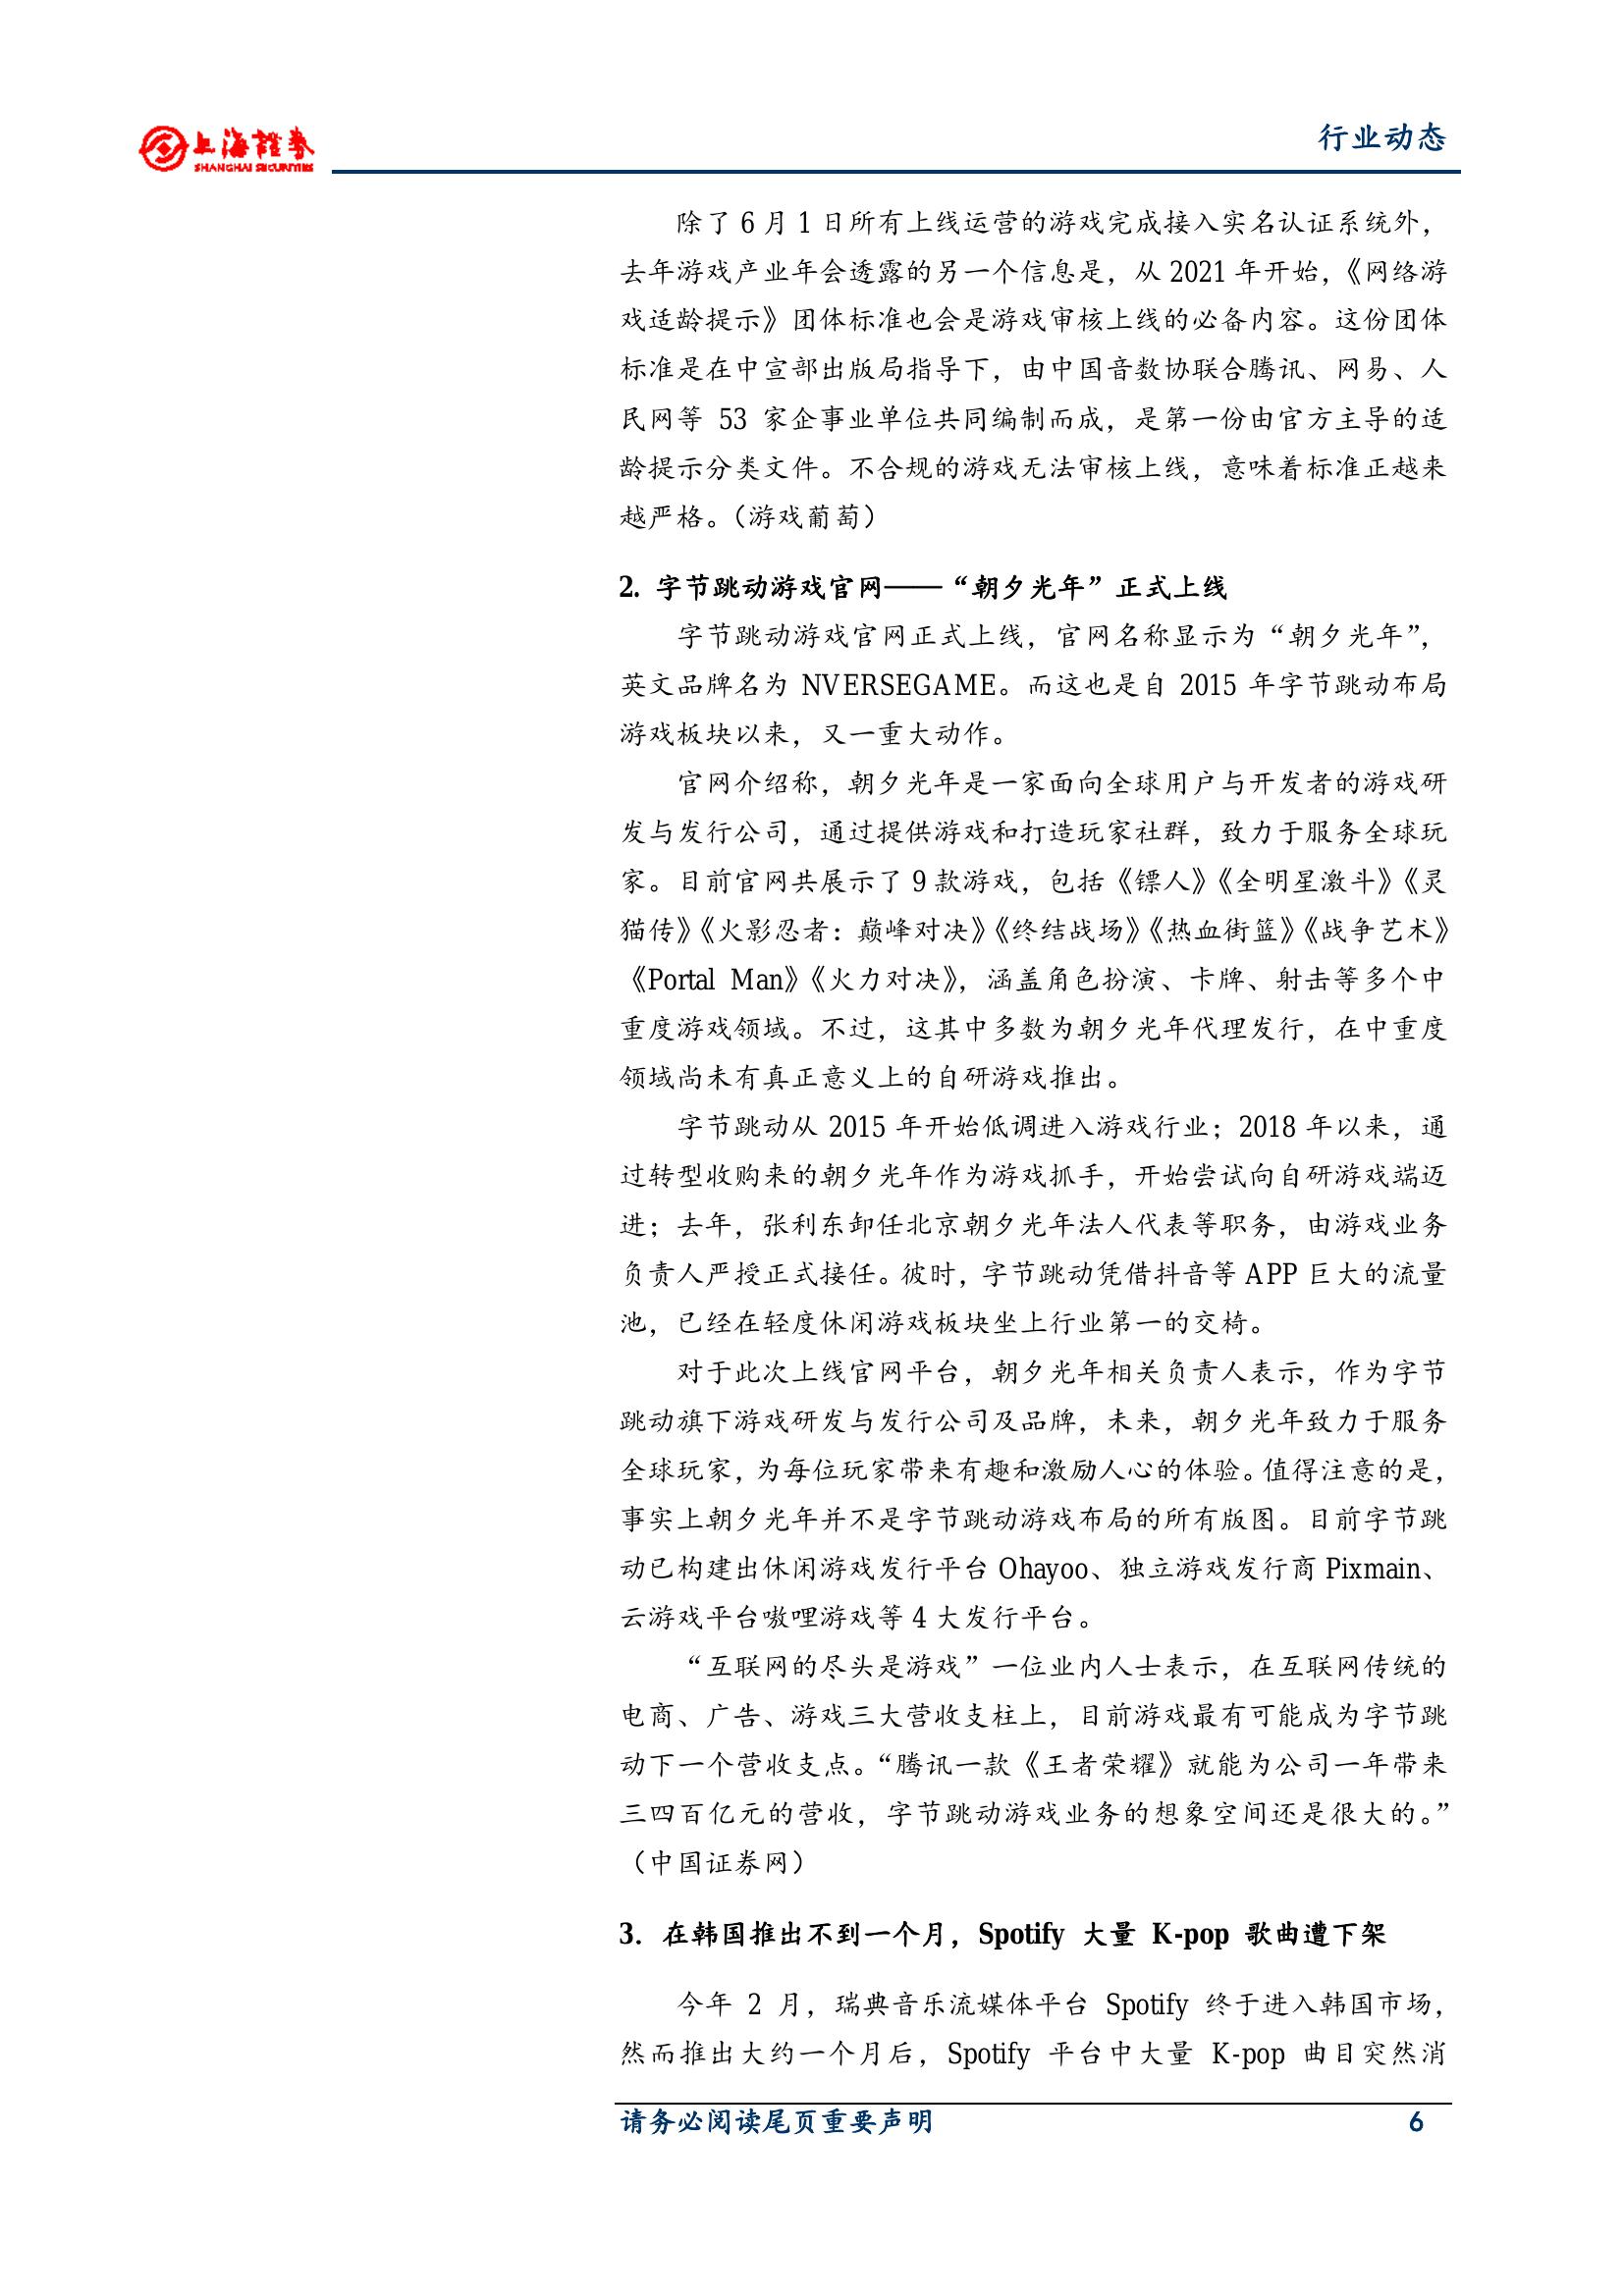 上海證券
SHANGHAI SECURITIES
行业动态
除了 6 月 1 日所有上线运营的游戏完成接入实名认证系统外，
去年游戏产业年会透露的另一个信息是，从 2021 年开始，《网络游
戏适龄提示》团体标准也会是游戏审核上线的必备内容。这份团体
标准是在中宣部出版局指导下，由中国音数协联合腾讯、网易、人
民网等 53 家企事业单位共同编制而成，是第一份由官方主导的适
龄提示分类文件。不合规的游戏无法审核上线，意味着标准正越来
越严格。（游戏葡萄）
2. 字节跳动游戏官网——“朝夕光年”正式上线
字节跳动游戏官网正式上线，官网名称显示为“朝夕光年”，
英文品牌名为 NVERSEGAME。而这也是自 2015 年字节跳动布局
游戏板块以来，又一重大动作。
官网介绍称，朝夕光年是一家面向全球用户与开发者的游戏研
发与发行公司，通过提供游戏和打造玩家社群，致力于服务全球玩
家。目前官网共展示了 9 款游戏，包括《镖人》《全明星激斗》《灵
猫传》《火影忍者：巅峰对决》《终结战场》《热血街篮》《战争艺术》
《Portal Man》《火力对决》，涵盖角色扮演、卡牌、射击等多个中
重度游戏领域。不过，这其中多数为朝夕光年代理发行，在中重度
领域尚未有真正意义上的自研游戏推出。
字节跳动从 2015 年开始低调进入游戏行业；2018 年以来，通
过转型收购来的朝夕光年作为游戏抓手，开始尝试向自研游戏端迈
进；去年，张利东卸任北京朝夕光年法人代表等职务，由游戏业务
负责人严授正式接任。彼时，字节跳动凭借抖音等 APP 巨大的流量
池，已经在轻度休闲游戏板块坐上行业第一的交椅。
对于此次上线官网平台，朝夕光年相关负责人表示，作为字节
跳动旗下游戏研发与发行公司及品牌，未来，朝夕光年致力于服务
全球玩家，为每位玩家带来有趣和激励人心的体验。值得注意的是，
事实上朝夕光年并不是字节跳动游戏布局的所有版图。目前字节跳
动已构建出休闲游戏发行平台 Ohayoo、独立游戏发行商 Pixmain、
云游戏平台嗷哩游戏等 4 大发行平台。
“互联网的尽头是游戏”一位业内人士表示，在互联网传统的
电商、广告、游戏三大营收支柱上，目前游戏最有可能成为字节跳
动下一个营收支点。“腾讯一款《王者荣耀》就能为公司一年带来
三四百亿元的营收，字节跳动游戏业务的想象空间还是很大的。”
（中国证券网）
3. 在韩国推出不到一个月，Spotify 大量 K-pop 歌曲遭下架
今年 2 月，瑞典音乐流媒体平台 Spotify 终于进入韩国市场，
然而推出大约一个月后，Spotify 平台中大量 K-pop 曲目突然消
请务必阅读尾页重要声明
6